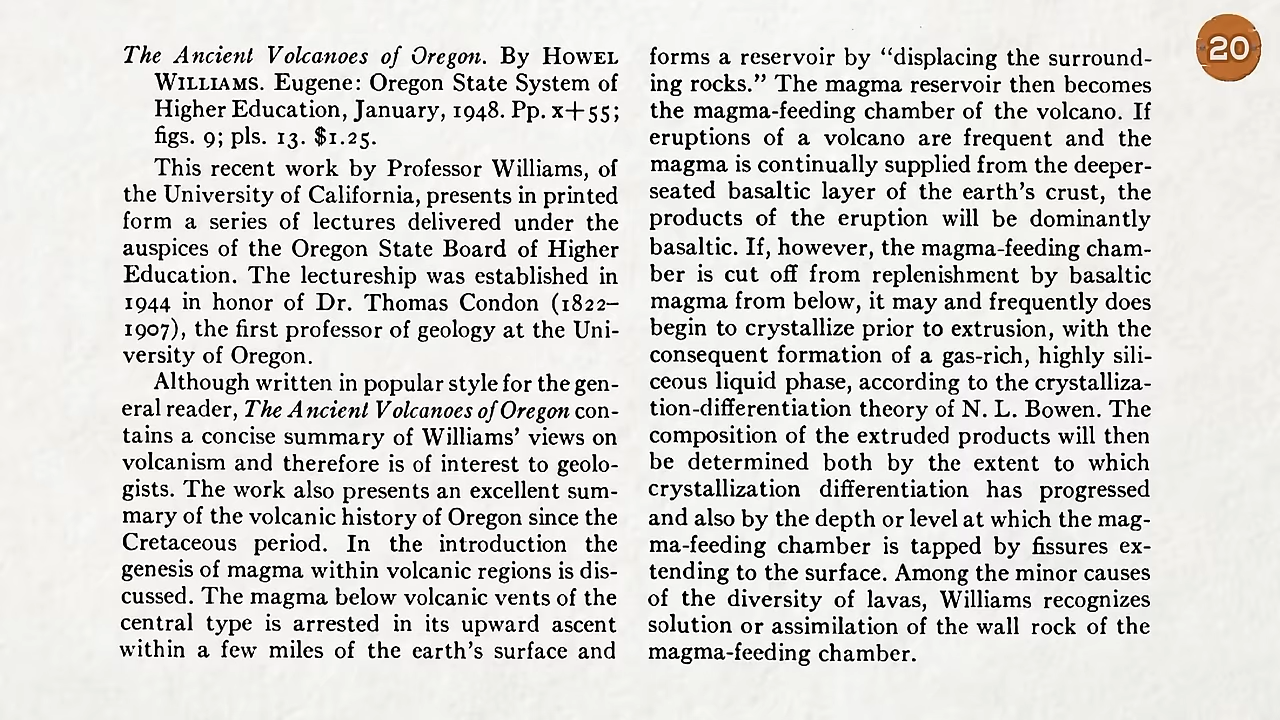 The Ancient Volcanoes of Oregon. By HOWEL
WILLIAMS. Eugene: Oregon State System of
Higher Education, January, 1948. Pp. x+55;
figs. 9; pls. 13. $1.25.
This recent work by Professor Williams, of
the University of California, presents in printed
form a series of lectures delivered under the
auspices of the Oregon State Board of Higher
Education. The lectureship was established in
1944 in honor of Dr. Thomas Condon (1822–
1907), the first professor of geology at the Uni-
versity of Oregon.
Although written in popular style for the gen-
eral reader, The Ancient Volcanoes of Oregon con-
tains a concise summary of Williams’ views on
volcanism and therefore is of interest to geolo-
gists. The work also presents an excellent sum-
mary of the volcanic history of Oregon since the
Cretaceous period. In the introduction the
genesis of magma within volcanic regions is dis-
cussed. The magma below volcanic vents of the
central type is arrested in its upward ascent
within a few miles of the earth’s surface and
forms a reservoir by “displacing the surround-
ing rocks.” The magma reservoir then becomes
the magma-feeding chamber of the volcano. If
eruptions of a volcano are frequent and the
magma is continually supplied from the deeper-
seated basaltic layer of the earth’s crust, the
products of the eruption will be dominantly
basaltic. If, however, the magma-feeding cham-
ber is cut off from replenishment by basaltic
magma from below, it may and frequently does
begin to crystallize prior to extrusion, with the
consequent formation of a gas-rich, highly sili-
ceous liquid phase, according to the crystalliza-
tion-differentiation theory of N. L. Bowen. The
composition of the extruded products will then
be determined both by the extent to which
crystallization differentiation has progressed
and also by the depth or level at which the mag-
ma-feeding chamber is tapped by fissures ex-
tending to the surface. Among the minor causes
of the diversity of lavas, Williams recognizes
solution or assimilation of the wall rock of the
magma-feeding chamber.
20